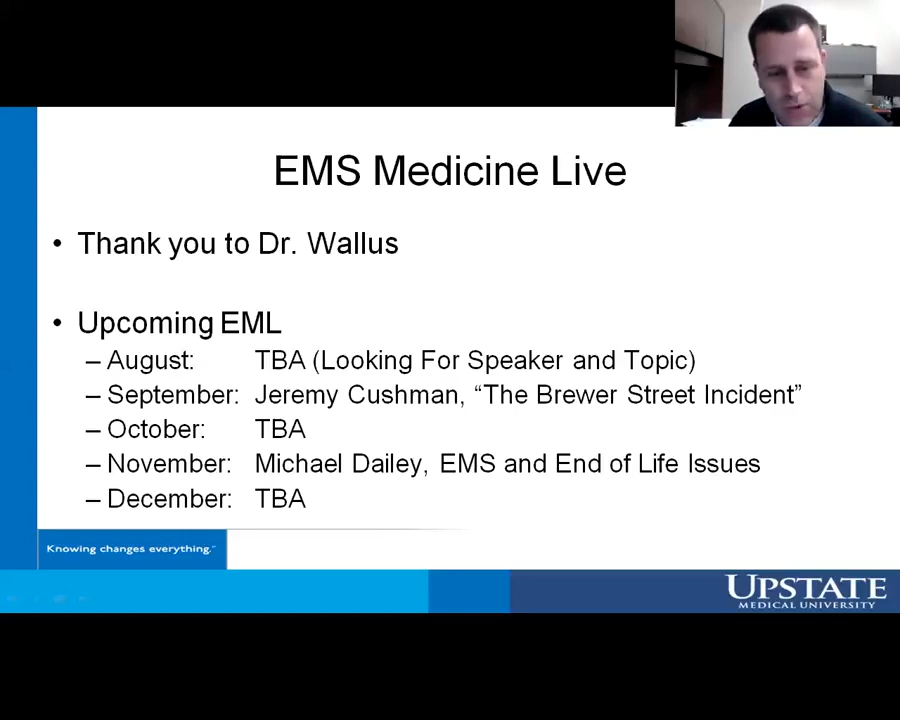 EMS Medicine Live
• Thank you to Dr. Wallus
• Upcoming EML
– August: TBA (Looking For Speaker and Topic)
– September: Jeremy Cushman, “The Brewer Street Incident”
– October: TBA
– November: Michael Dailey, EMS and End of Life Issues
– December: TBA
Knowing changes everything.”
UPSTATE
MEDICAL UNIVERSITY